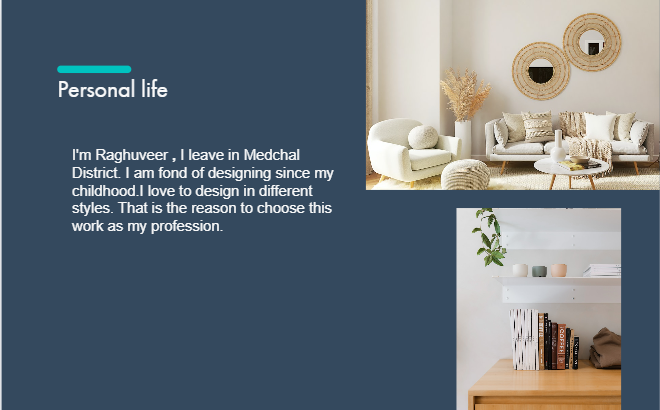 Personal life
I'm Raghuveer , I leave in Medchal
District. I am fond of designing since my
childhood.I love to design in different
styles. That is the reason to choose this
work as my profession.